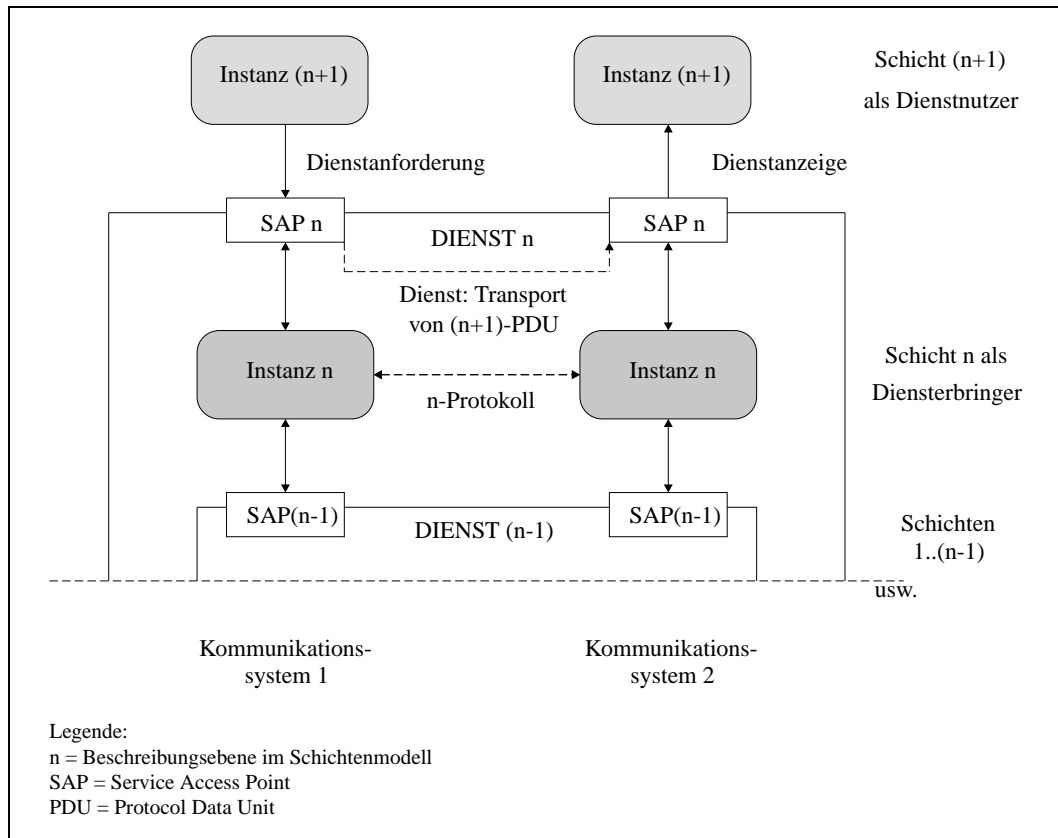 Instanz (n+1)
Instanz (n+1)
Schicht (n+1)
als Dienstnutzer
Dienstanforderung
Dienstanzeige
SAP n
DIENST n
SAP n
Dienst: Transport
von (n+1)-PDU
Instanz n
n-Protokoll
Instanz n
Schicht n als
Diensterbringer
SAP(n-1)
DIENST (n-1)
SAP(n-1)
Schichten
1..(n-1)
usw.
Kommunikations-
system 1
Kommunikations-
system 2
Legende:
n = Beschreibungsebene im Schichtenmodell
SAP = Service Access Point
PDU = Protocol Data Unit